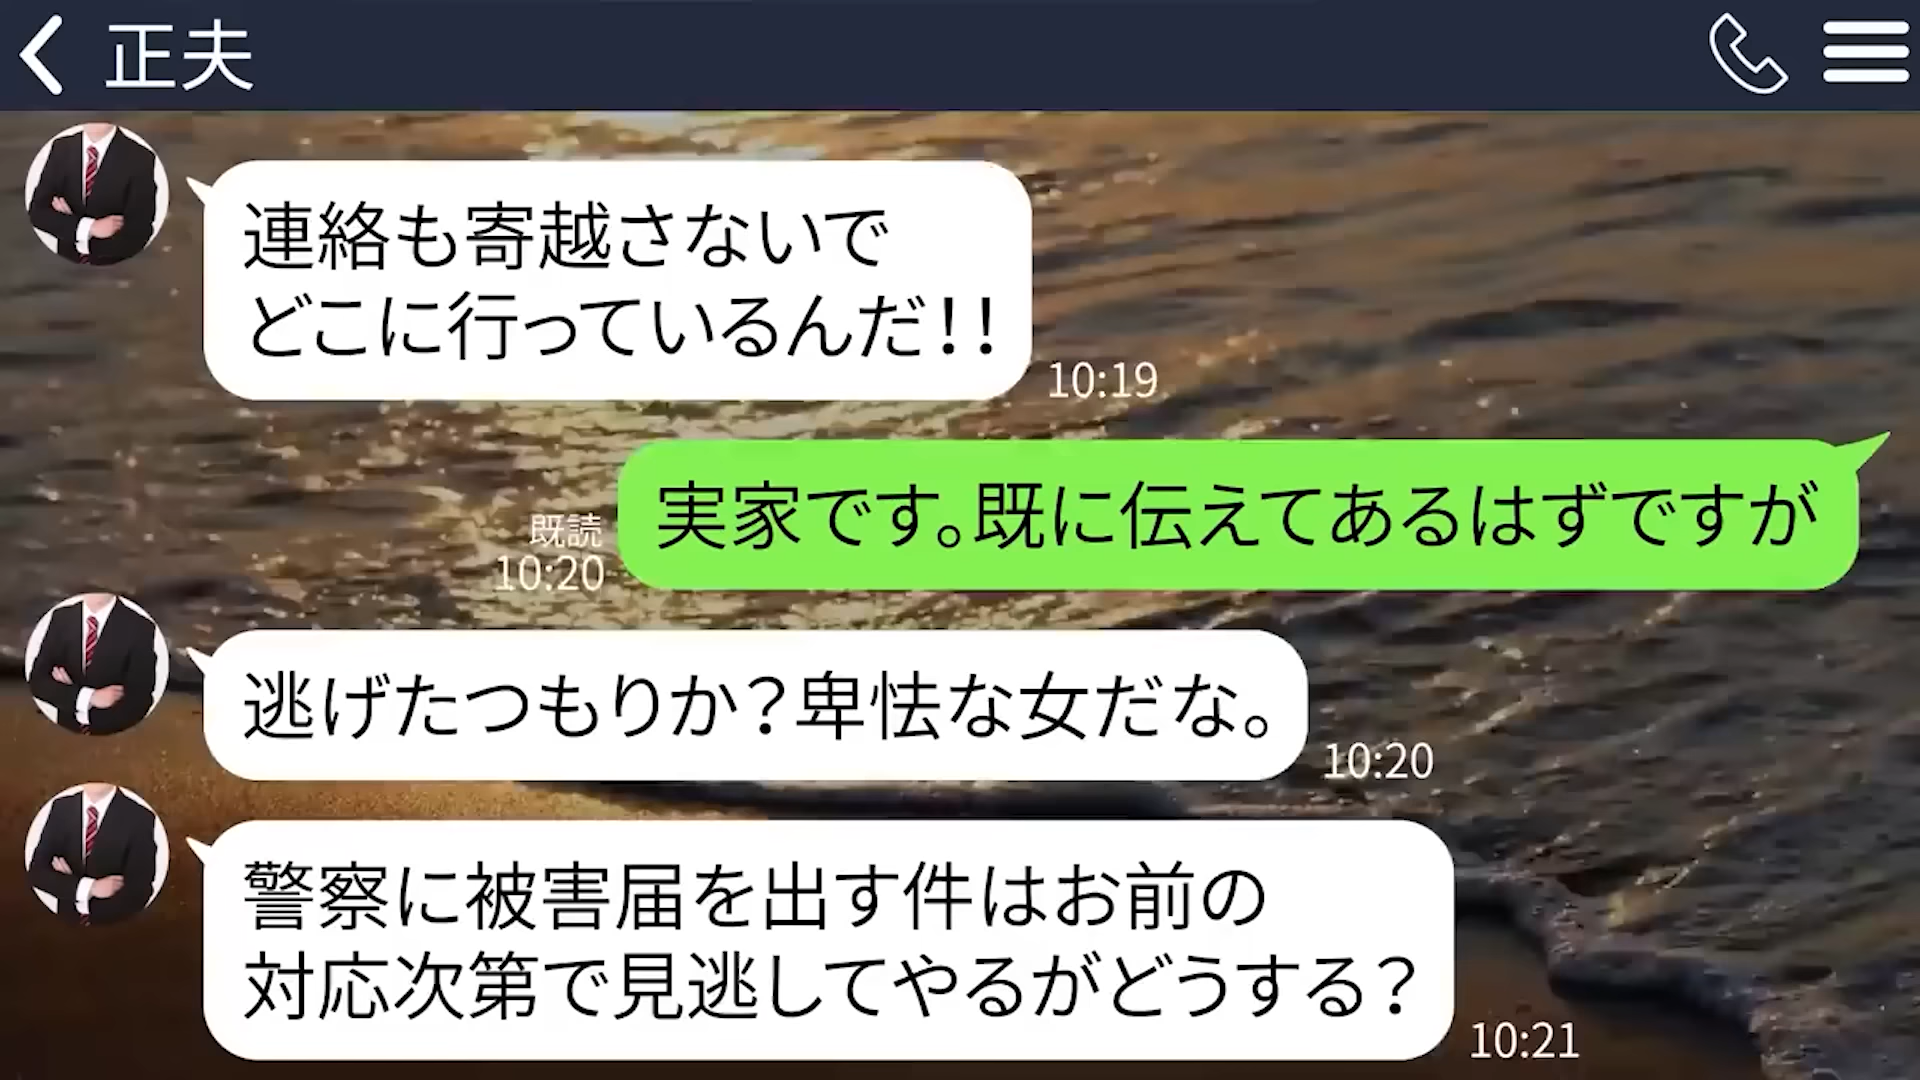 正夫
連絡も寄越さないで
どこに行っているんだ！！
10:19
実家です。既に伝えてあるはずですが
既読
10:20
逃げたつもりか？卑怯な女だな。
10:20
警察に被害届を出す件はお前の
対応次第で見逃してやるがどうする？
10:21